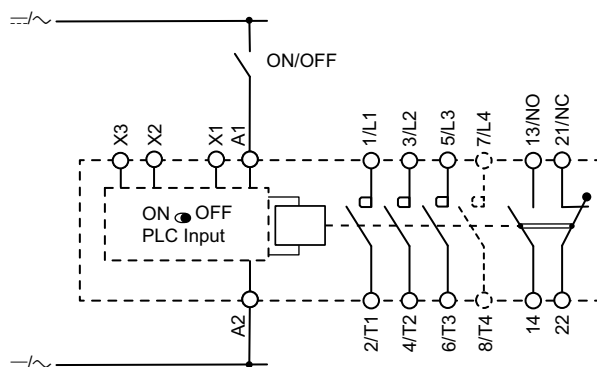 ON/OFF
X3
X2
X1
A1
1/L1
3/L2
5/L3
7/L4
13/NO
21/NC
ON OFF
PLC Input
A2
2/T1
4/T2
6/T3
8/T4
14
22